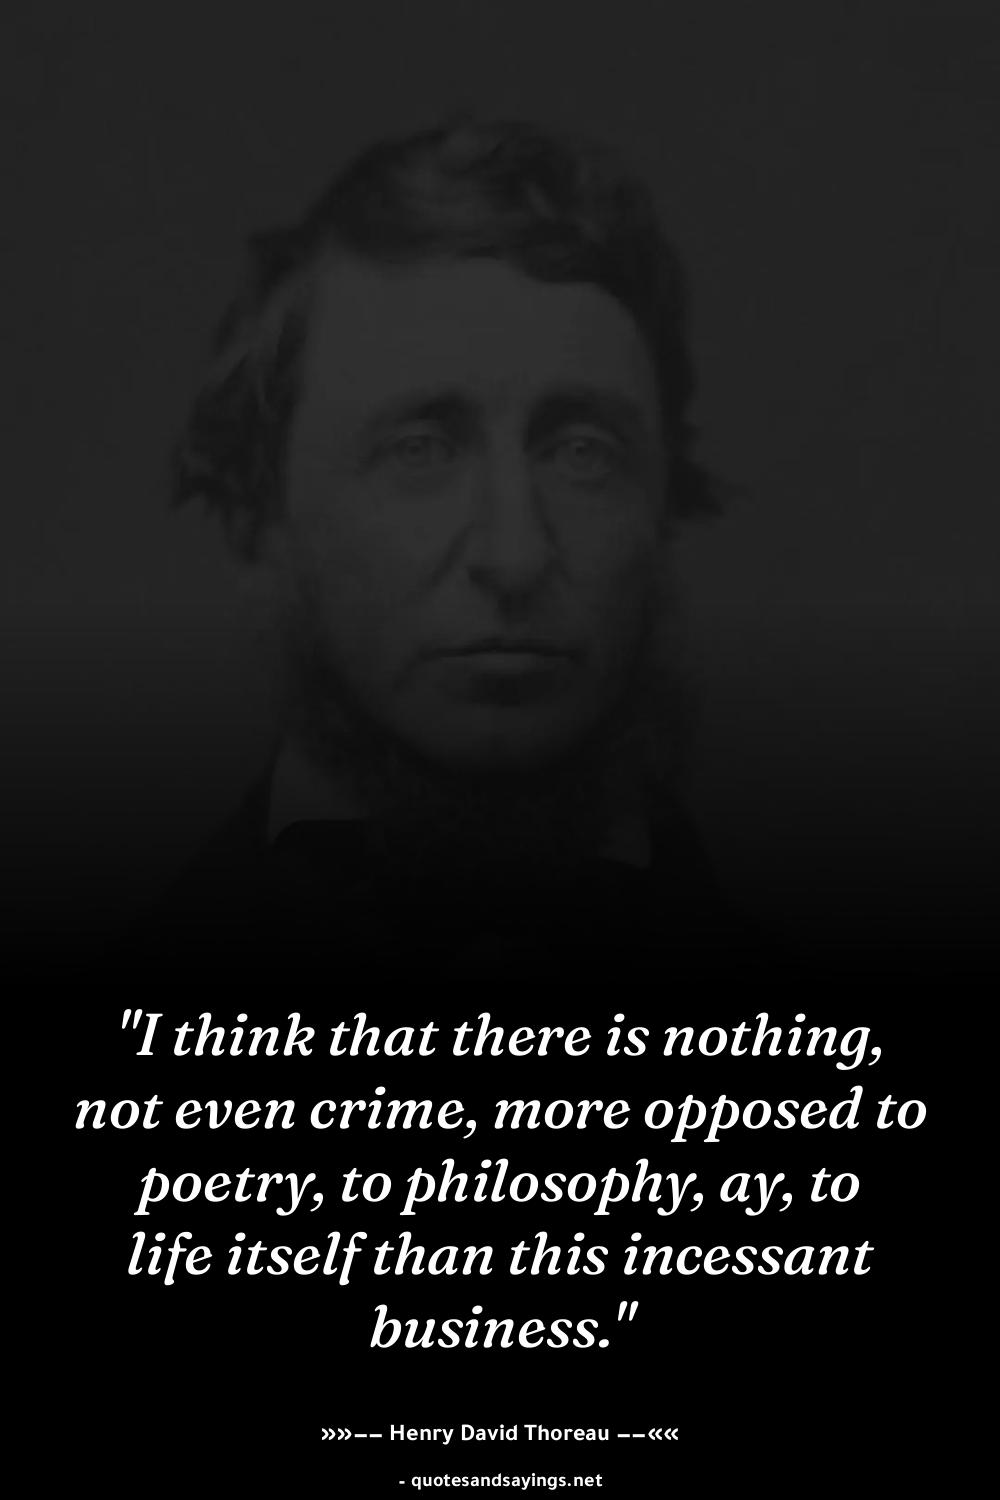 "I think that there is nothing,
not even crime, more opposed to
poetry, to philosophy, ay, to
life itself than this incessant
business."
»»–– Henry David Thoreau ––««
- quotesandsayings.net